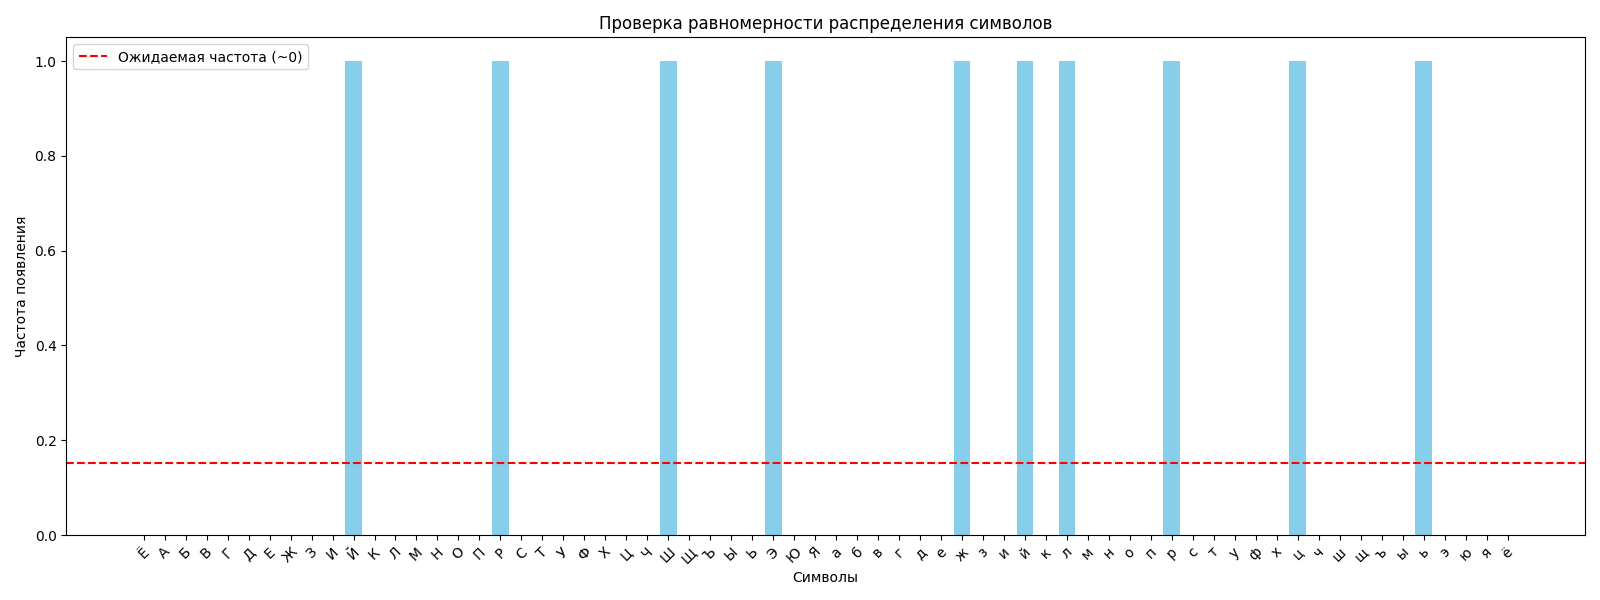 Проверка равномерности распределения символов
Ожидаемая частота (~0)
Частота появления
1.0
0.8
0.6
0.4
0.2
0.0
Ё А Б В Г Д Е Ж З И Й К Л М Н О П Р С Т У Ф Х Ц Ч Ш Щ Ъ Ы Ь Э Ю Я а б в г д е ж з и й к л м н о п р с т у ф х ц ч ш щ ъ ы ь э ю я ё
Символы